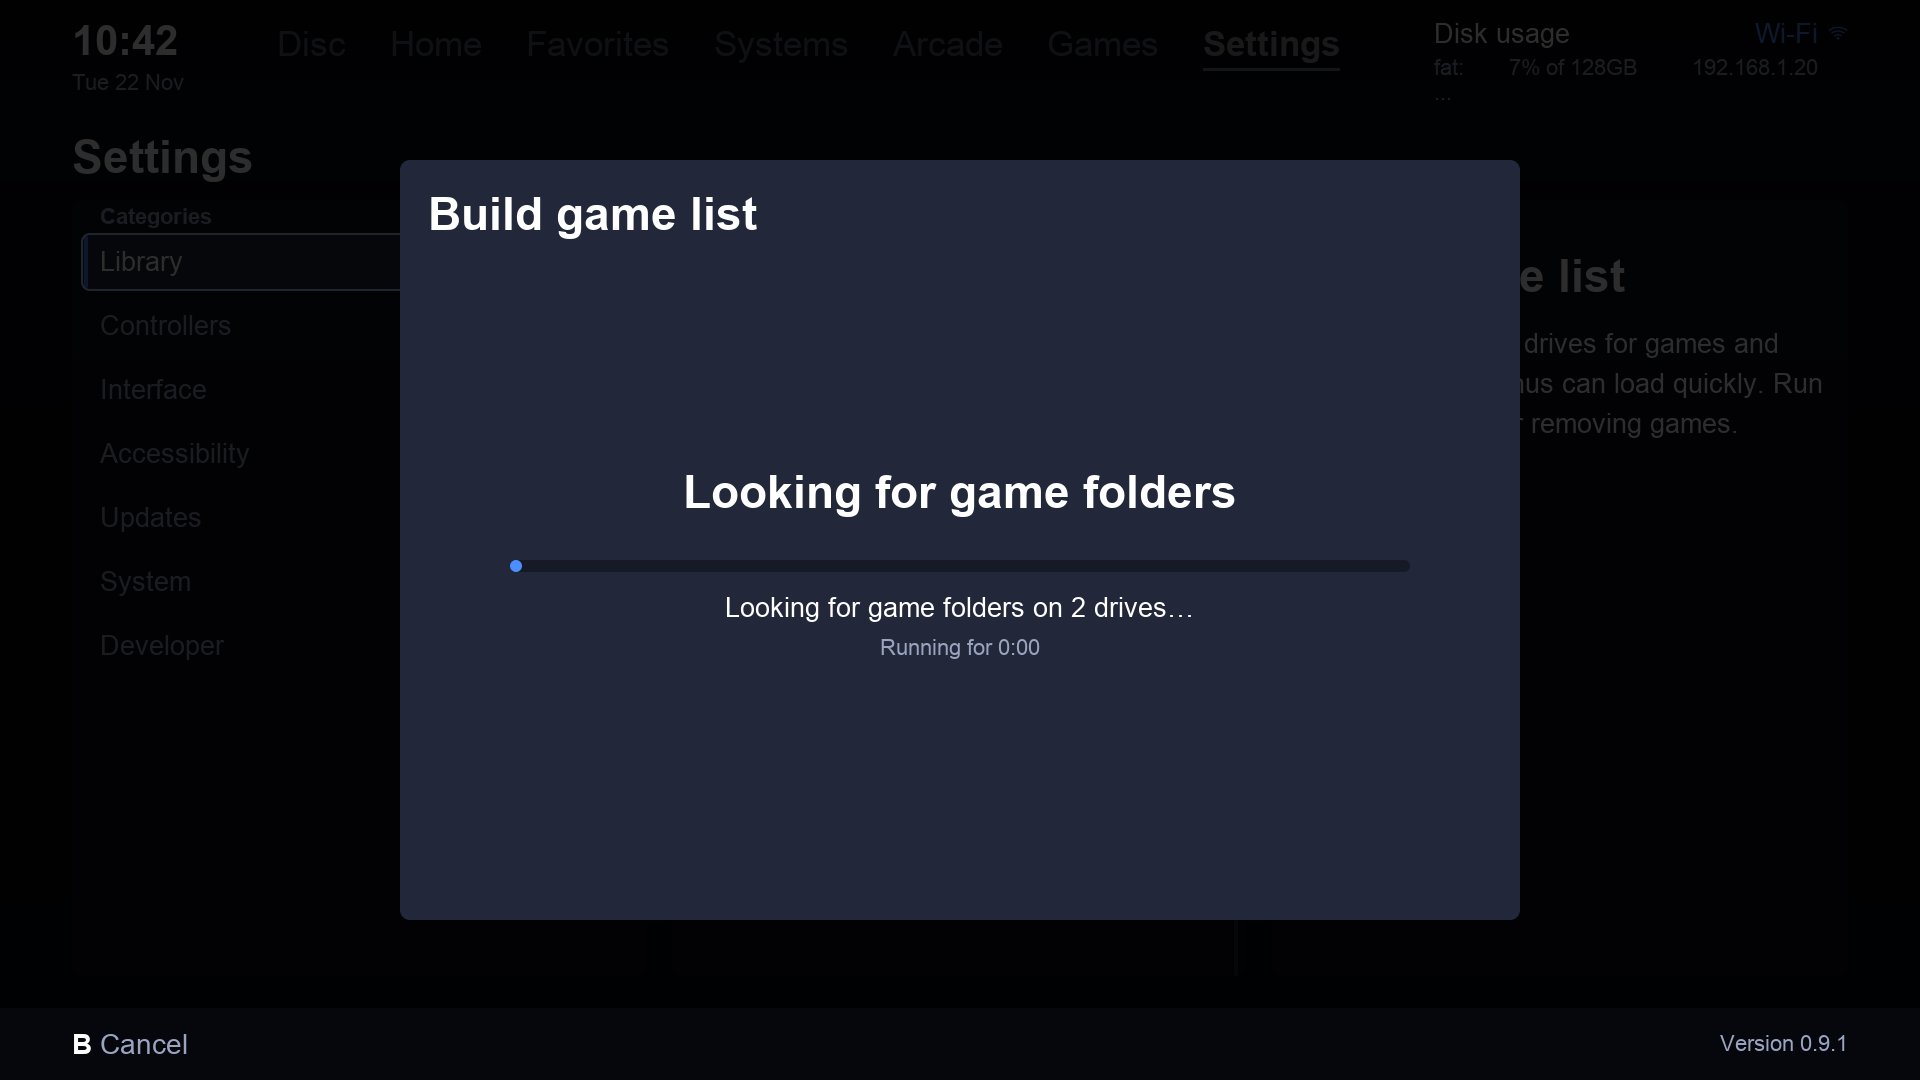 10:42
Tue 22 Nov
Disc Home Favorites Systems Arcade Games Settings
Disk usage
fat: 7% of 128GB
...
Wi-Fi
192.168.1.20
Settings
Categories
Library
Controllers
Interface
Accessibility
Updates
System
Developer
Build game list
Looking for game folders
Looking for game folders on 2 drives…
Running for 0:00
list
drives for games and
can load quickly. Run
removing games.
B Cancel
Version 0.9.1